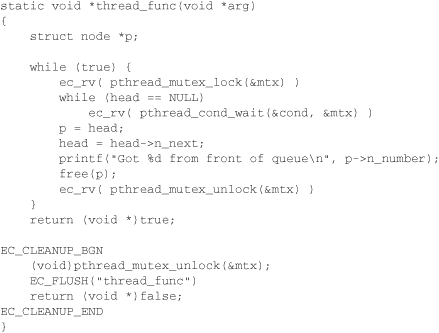 static void *thread_func(void *arg)
{
    struct node *p;

    while (true) {
        ec_rv( pthread_mutex_lock(&mtx) )
        while (head == NULL)
            ec_rv( pthread_cond_wait(&cond, &mtx) )
        p = head;
        head = head->n_next;
        printf("Got %d from front of queue\n", p->n_number);
        free(p);
        ec_rv( pthread_mutex_unlock(&mtx) )
    }
    return (void *)true;

EC_CLEANUP_BGN
    (void)pthread_mutex_unlock(&mtx);
    EC_FLUSH("thread_func")
    return (void *)false;
EC_CLEANUP_END
}